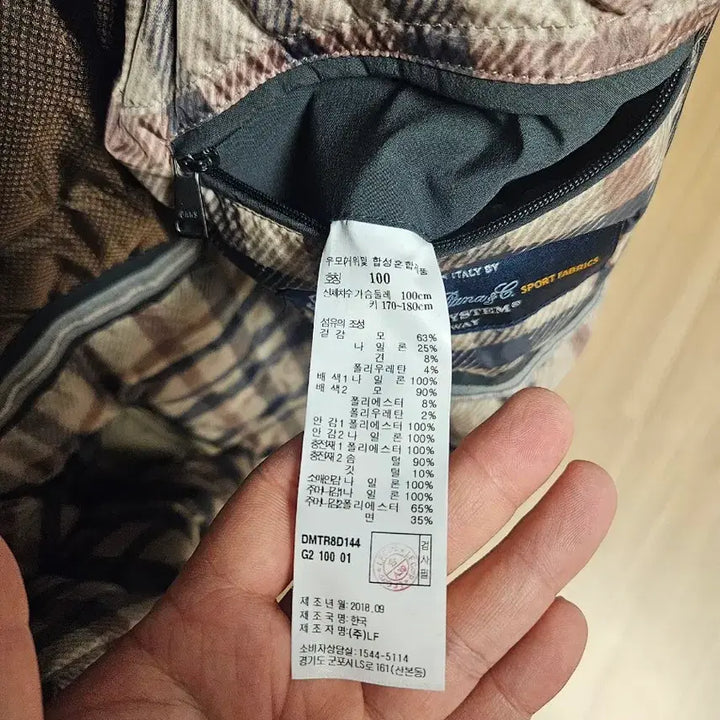 우모(거위)및 합성혼합제품
호칭 100
신체치수 가슴둘레 100cm
키 170~180cm
섬유의 조성
겉감 모 63%
나일론 25%
견 8%
폴리우레탄 4%
배색1 나일론 100%
배색2 모 90%
폴리에스터 8%
폴리우레탄 2%
안감1 폴리에스터 100%
안감2 나일론 100%
충전재1 폴리에스터 100%
충전재2 솜털 90%
깃털 10%
소매안감 나일론 100%
주머니감1 나일론 100%
주머니감2 폴리에스터 65%
면 35%
DMTR8D144
G2 100 01
검사필
제조년월:2018.09
제조국명:한국
제조자명:(주)LF
소비자상담실:1544-5114
경기도 군포시LS로 161(산본동)
ITALY BY
SPORT FABRICS
SYSTEM®
WAY